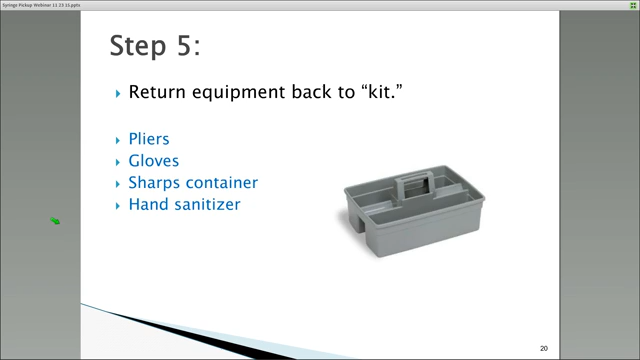 Syringe Pickup Webinar 11 23 15.pptx
Step 5:
Return equipment back to “kit.”
Pliers
Gloves
Sharps container
Hand sanitizer
20